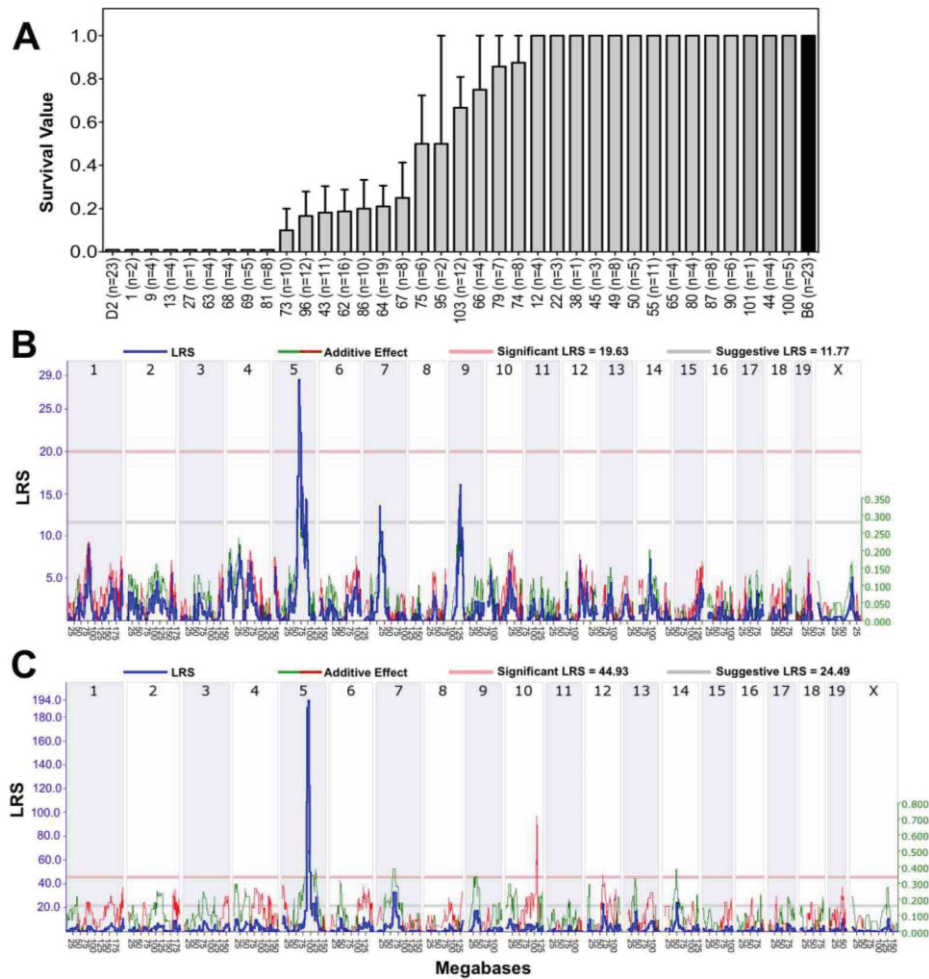 A
Survival Value
1.0
0.8
0.6
0.4
0.2
0.0
D2 (n=23)
1 (n=2)
9 (n=4)
13 (n=4)
27 (n=1)
63 (n=4)
68 (n=4)
69 (n=5)
81 (n=8)
73 (n=10)
96 (n=12)
43 (n=11)
62 (n=16)
86 (n=10)
64 (n=19)
67 (n=8)
75 (n=6)
95 (n=2)
103 (n=12)
66 (n=4)
79 (n=7)
74 (n=8)
12 (n=4)
22 (n=3)
38 (n=1)
45 (n=3)
49 (n=8)
50 (n=5)
55 (n=11)
65 (n=4)
80 (n=4)
87 (n=8)
90 (n=6)
101 (n=1)
44 (n=4)
100 (n=5)
B6 (n=23)
B
LRS Additive Effect Significant LRS = 19.63 Suggestive LRS = 11.77
1 2 3 4 5 6 7 8 9 10 11 12 13 14 15 16 17 18 19 X
LRS
29.0
25.0
20.0
15.0
10.0
5.0
0.350
0.300
0.250
0.200
0.150
0.100
0.050
0.000
C
LRS Additive Effect Significant LRS = 44.93 Suggestive LRS = 24.49
1 2 3 4 5 6 7 8 9 10 11 12 13 14 15 16 17 18 19 X
LRS
194.0
180.0
160.0
140.0
120.0
100.0
80.0
60.0
40.0
20.0
0.800
0.700
0.600
0.500
0.400
0.300
0.200
0.100
0.000
Megabases